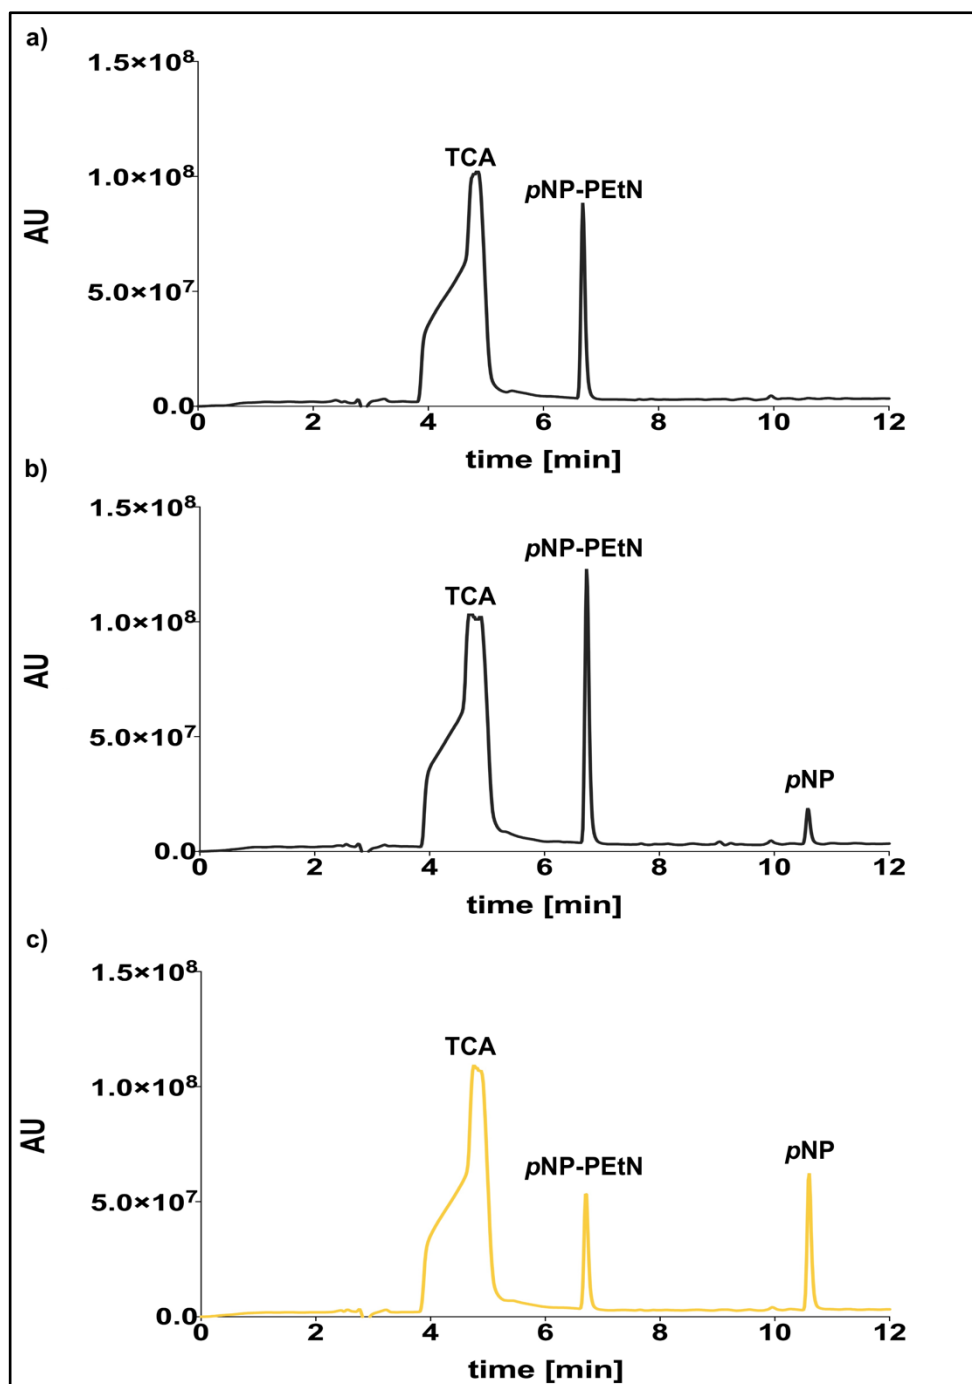 a)
1.5×10⁸
TCA
1.0×10⁸
pNP-PEtN
AU
5.0×10⁷
0.0
0 2 4 6 8 10 12
time [min]
b)
1.5×10⁸
pNP-PEtN
TCA
1.0×10⁸
AU
5.0×10⁷
pNP
0.0
0 2 4 6 8 10 12
time [min]
c)
1.5×10⁸
TCA
1.0×10⁸
AU
pNP-PEtN
pNP
5.0×10⁷
0.0
0 2 4 6 8 10 12
time [min]